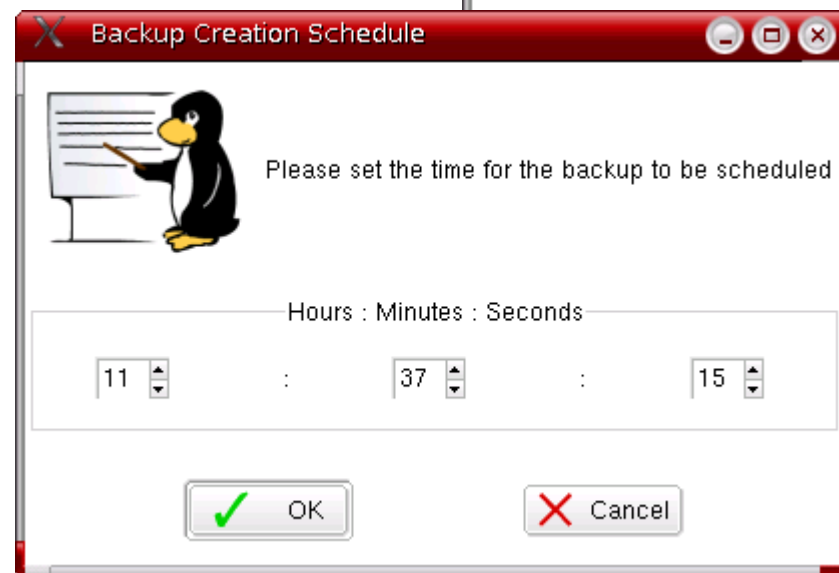 Backup Creation Schedule
Please set the time for the backup to be scheduled
Hours : Minutes : Seconds
11 : 37 : 15
OK Cancel